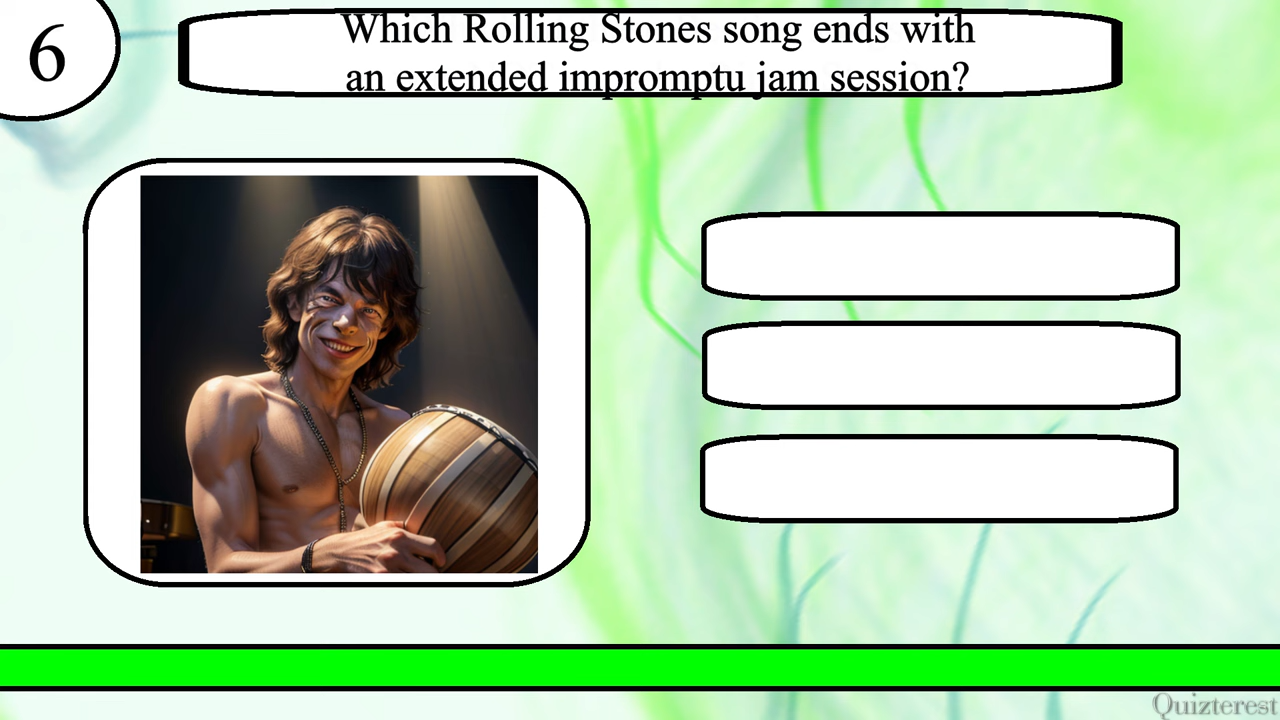 6
Which Rolling Stones song ends with
an extended impromptu jam session?
Quizterest